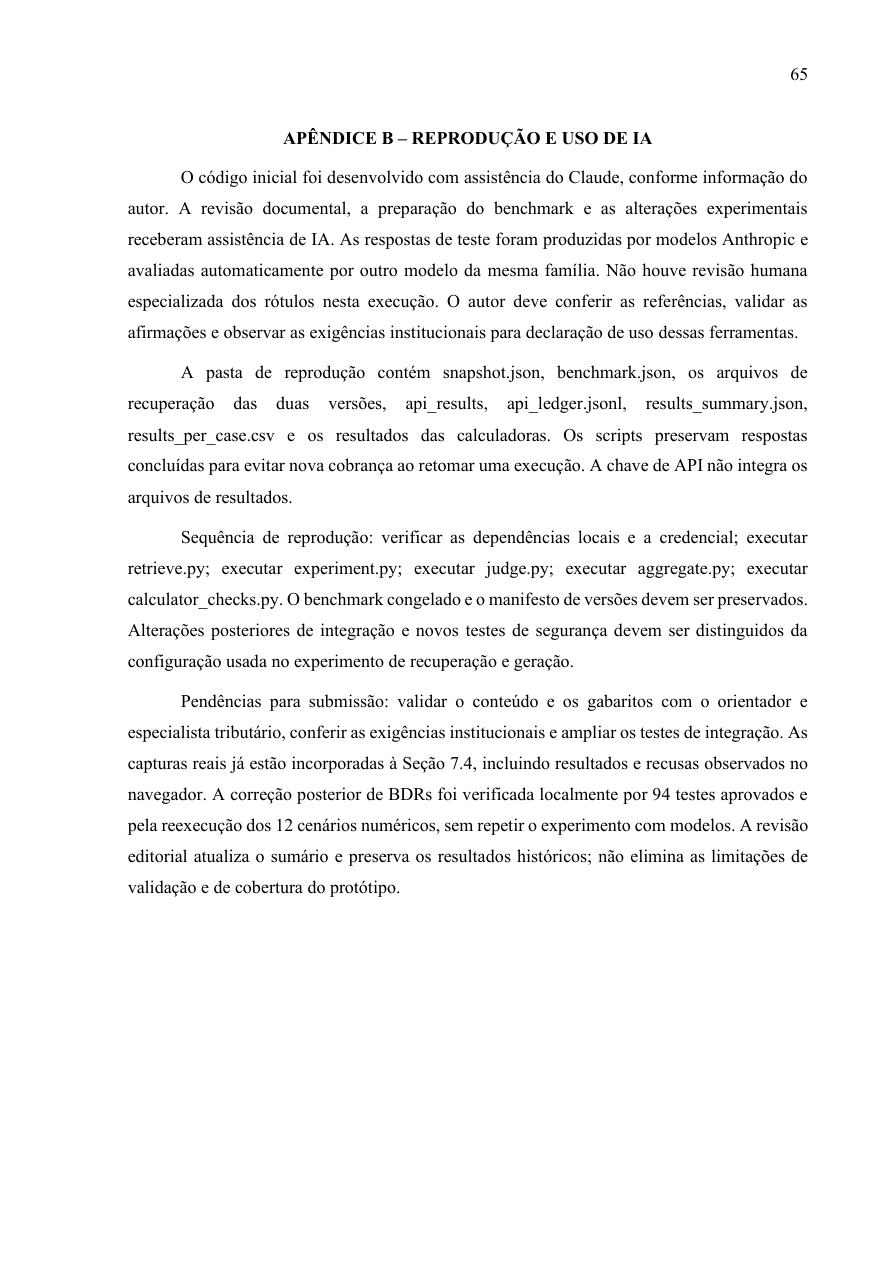 65
APÊNDICE B – REPRODUÇÃO E USO DE IA
O código inicial foi desenvolvido com assistência do Claude, conforme informação do
autor. A revisão documental, a preparação do benchmark e as alterações experimentais
receberam assistência de IA. As respostas de teste foram produzidas por modelos Anthropic e
avaliadas automaticamente por outro modelo da mesma família. Não houve revisão humana
especializada dos rótulos nesta execução. O autor deve conferir as referências, validar as
afirmações e observar as exigências institucionais para declaração de uso dessas ferramentas.
A pasta de reprodução contém snapshot.json, benchmark.json, os arquivos de
recuperação das duas versões, api_results, api_ledger.jsonl, results_summary.json,
results_per_case.csv e os resultados das calculadoras. Os scripts preservam respostas
concluídas para evitar nova cobrança ao retomar uma execução. A chave de API não integra os
arquivos de resultados.
Sequência de reprodução: verificar as dependências locais e a credencial; executar
retrieve.py; executar experiment.py; executar judge.py; executar aggregate.py; executar
calculator_checks.py. O benchmark congelado e o manifesto de versões devem ser preservados.
Alterações posteriores de integração e novos testes de segurança devem ser distinguidos da
configuração usada no experimento de recuperação e geração.
Pendências para submissão: validar o conteúdo e os gabaritos com o orientador e
especialista tributário, conferir as exigências institucionais e ampliar os testes de integração. As
capturas reais já estão incorporadas à Seção 7.4, incluindo resultados e recusas observados no
navegador. A correção posterior de BDRs foi verificada localmente por 94 testes aprovados e
pela reexecução dos 12 cenários numéricos, sem repetir o experimento com modelos. A revisão
editorial atualiza o sumário e preserva os resultados históricos; não elimina as limitações de
validação e de cobertura do protótipo.